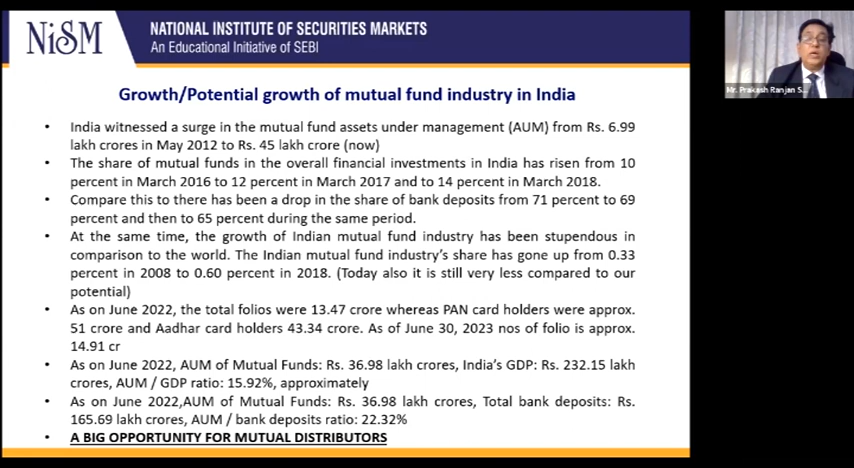 NiSM
NATIONAL INSTITUTE OF SECURITIES MARKETS
An Educational Initiative of SEBI
Growth/Potential growth of mutual fund industry in India
• India witnessed a surge in the mutual fund assets under management (AUM) from Rs. 6.99
lakh crores in May 2012 to Rs. 45 lakh crore (now)
• The share of mutual funds in the overall financial investments in India has risen from 10
percent in March 2016 to 12 percent in March 2017 and to 14 percent in March 2018.
• Compare this to there has been a drop in the share of bank deposits from 71 percent to 69
percent and then to 65 percent during the same period.
• At the same time, the growth of Indian mutual fund industry has been stupendous in
comparison to the world. The Indian mutual fund industry's share has gone up from 0.33
percent in 2008 to 0.60 percent in 2018. (Today also it is still very less compared to our
potential)
• As on June 2022, the total folios were 13.47 crore whereas PAN card holders were approx.
51 crore and Aadhar card holders 43.34 crore. As of June 30, 2023 nos of folio is approx.
14.91 cr
• As on June 2022, AUM of Mutual Funds: Rs. 36.98 lakh crores, India's GDP: Rs. 232.15 lakh
crores, AUM / GDP ratio: 15.92%, approximately
• As on June 2022,AUM of Mutual Funds: Rs. 36.98 lakh crores, Total bank deposits: Rs.
165.69 lakh crores, AUM / bank deposits ratio: 22.32%
• A BIG OPPORTUNITY FOR MUTUAL DISTRIBUTORS
Mr. Prakash Ranjan S...